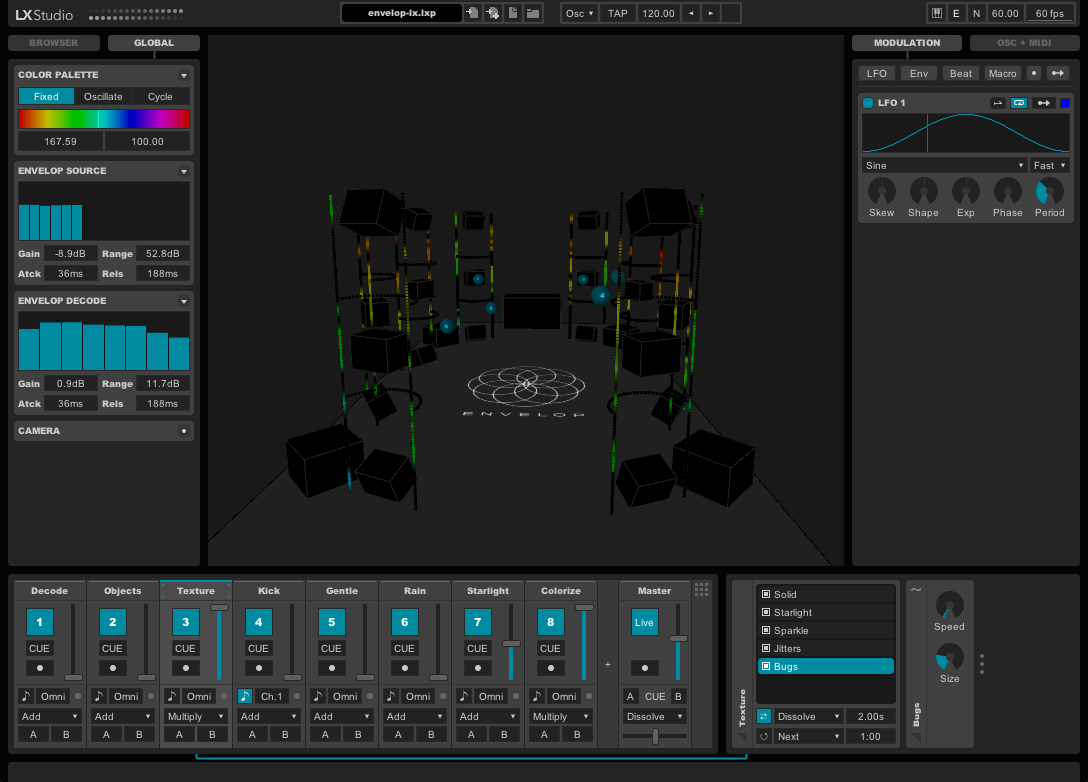 LXStudio
envelop-lx.lxp
Osc
TAP
120.00
E
N
60.00
60 fps
BROWSER
GLOBAL
COLOR PALETTE
Fixed
Oscillate
Cycle
167.59
100.00
ENVELOP SOURCE
Gain -8.9dB Range 52.8dB
Atck 36ms Rels 188ms
ENVELOP DECODE
Gain 0.9dB Range 11.7dB
Atck 36ms Rels 188ms
CAMERA
4
ENVELOP
MODULATION
OSC + MIDI
LFO
Env
Beat
Macro
LFO 1
Sine
Fast
Skew Shape Exp Phase Period
Decode Objects Texture Kick Gentle Rain Starlight Colorize Master
1 2 3 4 5 6 7 8 Live
CUE CUE CUE CUE CUE CUE CUE CUE
+
Omni Omni Omni Ch.1 Omni Omni Omni Omni A CUE B
Add Add Multiply Add Add Add Add Multiply Dissolve
A B A B A B A B A B A B A B A B
Texture
Solid
Starlight
Sparkle
Jitters
Bugs
Dissolve 2.00s
Next 1:00
Bugs
Speed
Size